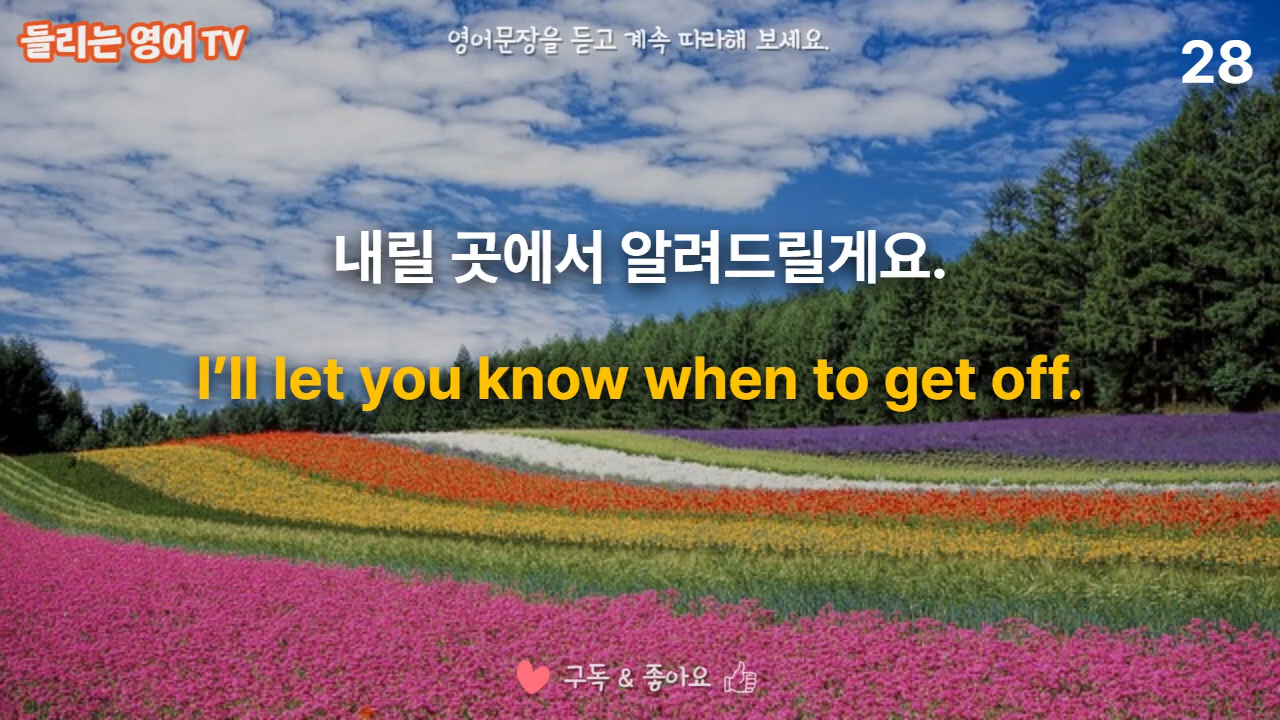 들리는 영어 TV
영어문장을 듣고 계속 따라해 보세요.
28
내릴 곳에서 알려드릴게요.
I’ll let you know when to get off.
구독 & 좋아요